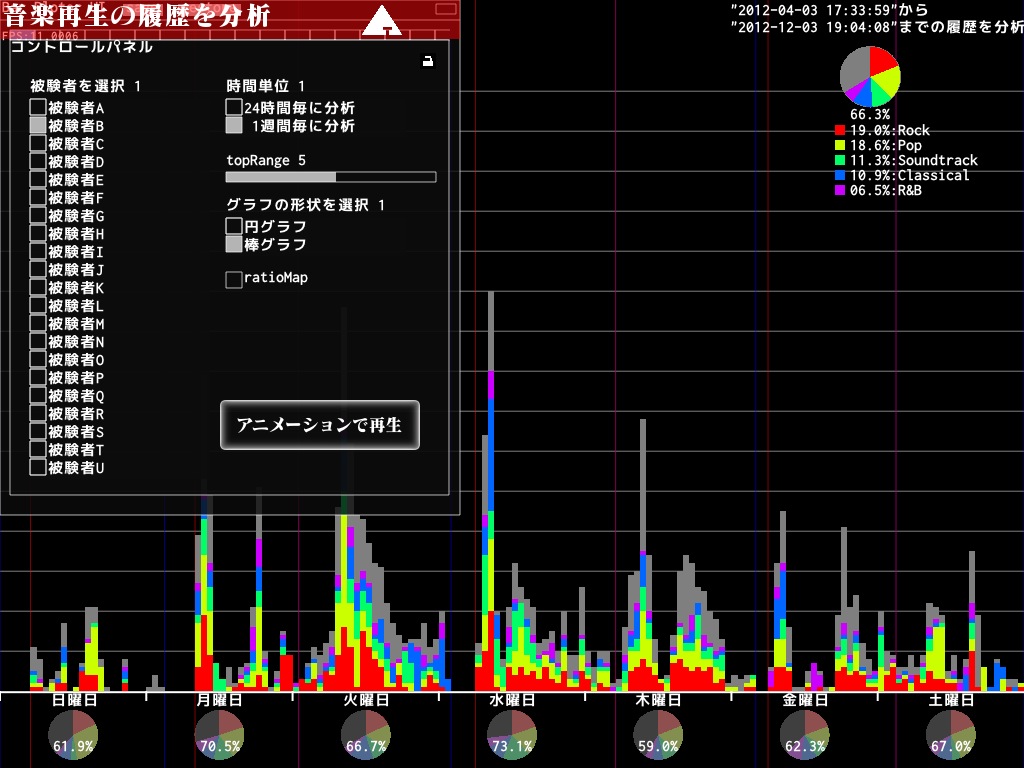 音楽再生の履歴を分析
FPS:11.0006
コントロールパネル
被験者を選択 1
被験者A
被験者B
被験者C
被験者D
被験者E
被験者F
被験者G
被験者H
被験者I
被験者J
被験者K
被験者L
被験者M
被験者N
被験者O
被験者P
被験者Q
被験者R
被験者S
被験者T
被験者U
時間単位 1
24時間毎に分析
1週間毎に分析
topRange 5
グラフの形状を選択 1
円グラフ
棒グラフ
ratioMap
アニメーションで再生
"2012-04-03 17:33:59"から
"2012-12-03 19:04:08"までの履歴を分析
66.3%
19.0%:Rock
18.6%:Pop
11.3%:Soundtrack
10.9%:Classical
06.5%:R&B
日曜日 月曜日 火曜日 水曜日 木曜日 金曜日 土曜日
61.9% 70.5% 66.7% 73.1% 59.0% 62.3% 67.0%